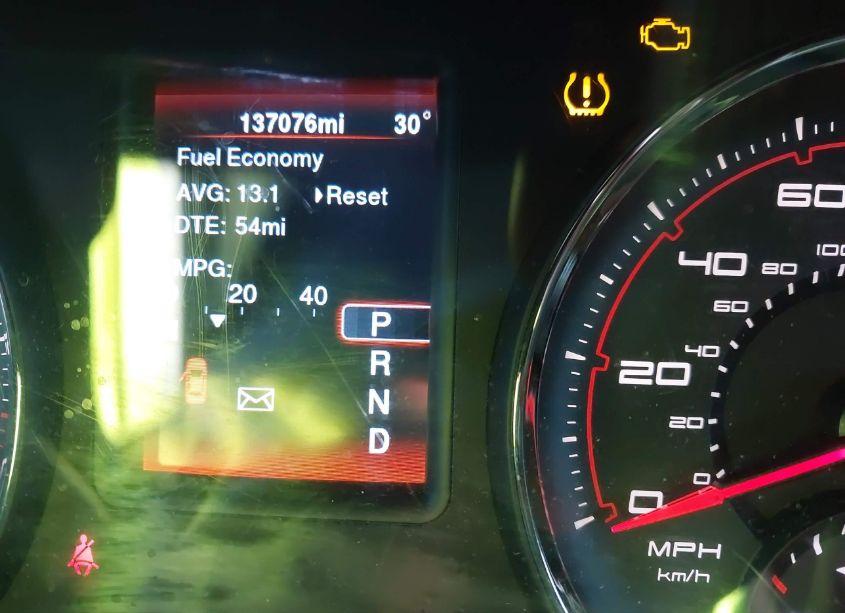 137076mi 30°
Fuel Economy
AVG: 13.1 Reset
DTE: 54mi
MPG:
20 40
P
R
N
D
60
40
20
0
100
80
60
40
20
0
MPH
km/h